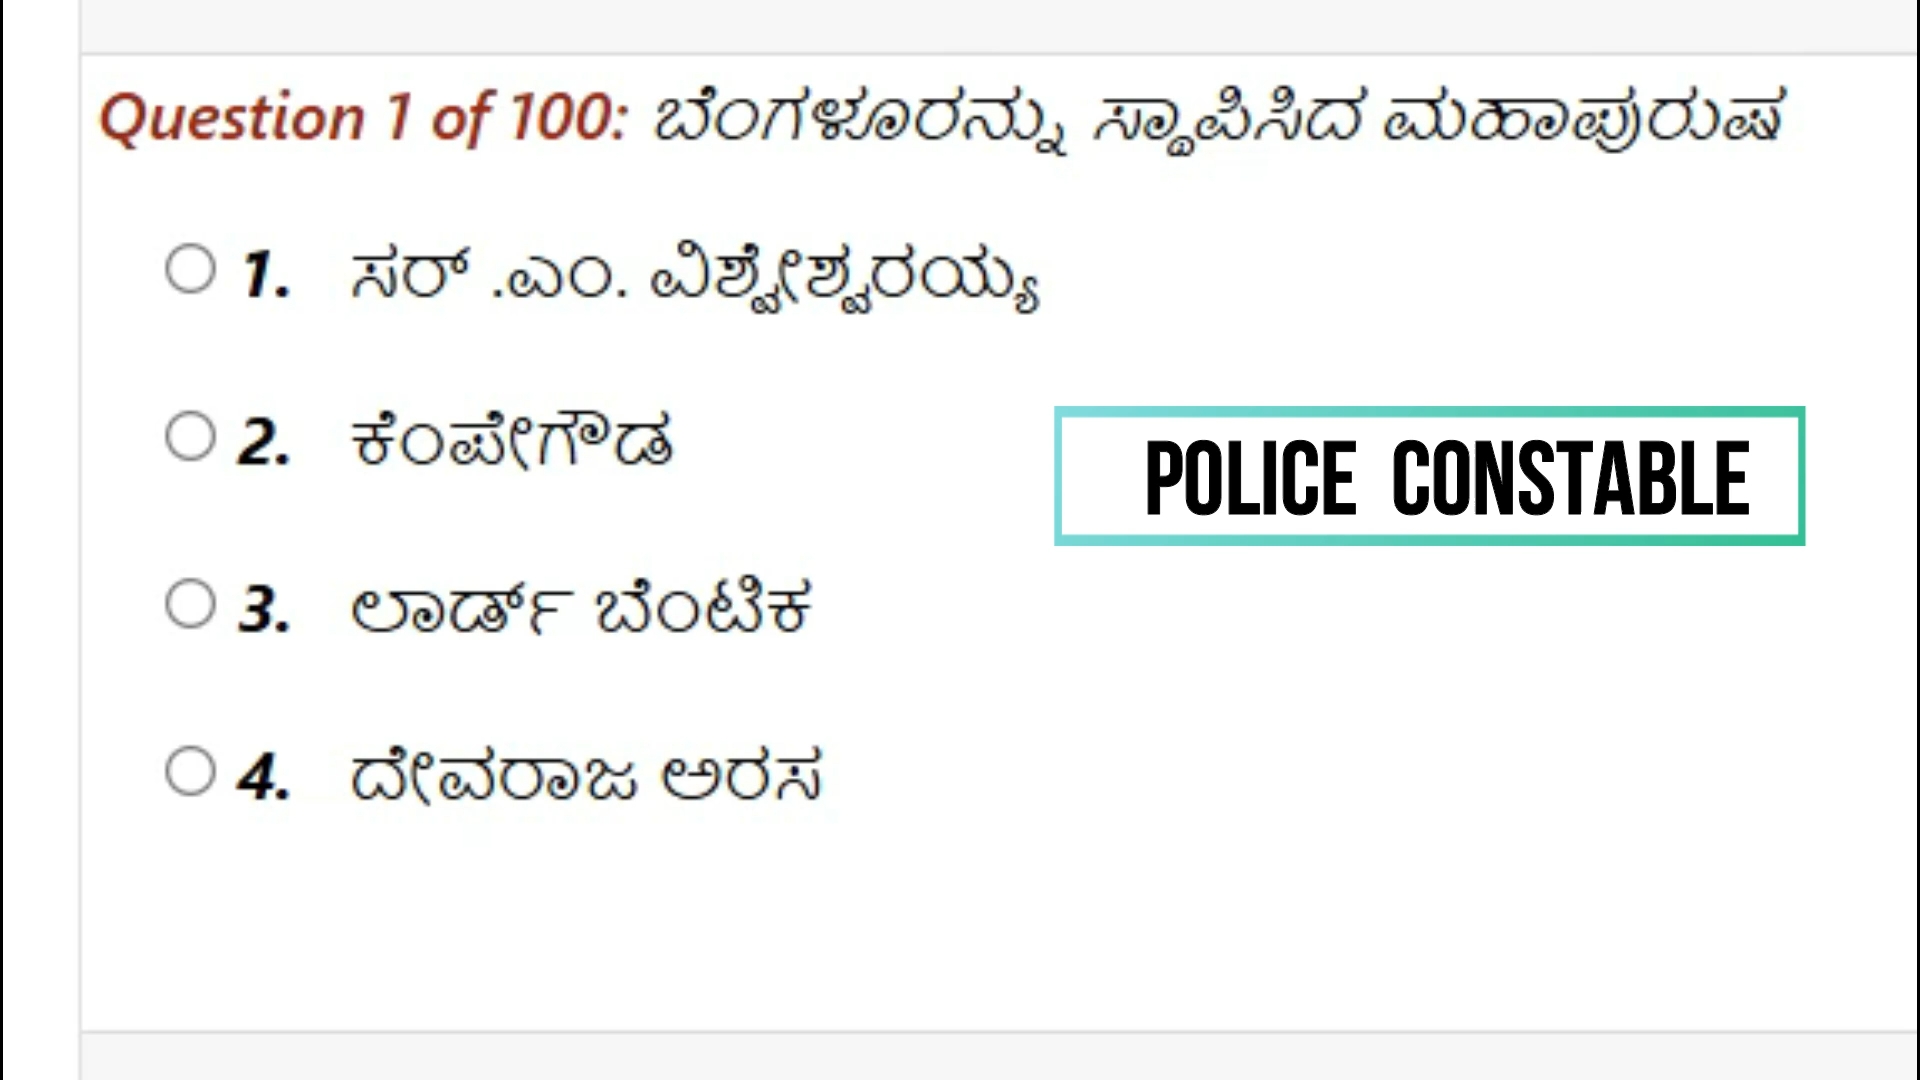 Question 1 of 100: ಬೆಂಗಳೂರನ್ನು ಸ್ಥಾಪಿಸಿದ ಮಹಾಪುರುಷ
1. ಸರ್ .ಎಂ. ವಿಶ್ವೇಶ್ವರಯ್ಯ
2. ಕೆಂಪೇಗೌಡ
POLICE CONSTABLE
3. ಲಾರ್ಡ್ ಬೆಂಟಿಕ
4. ದೇವರಾಜ ಅರಸ